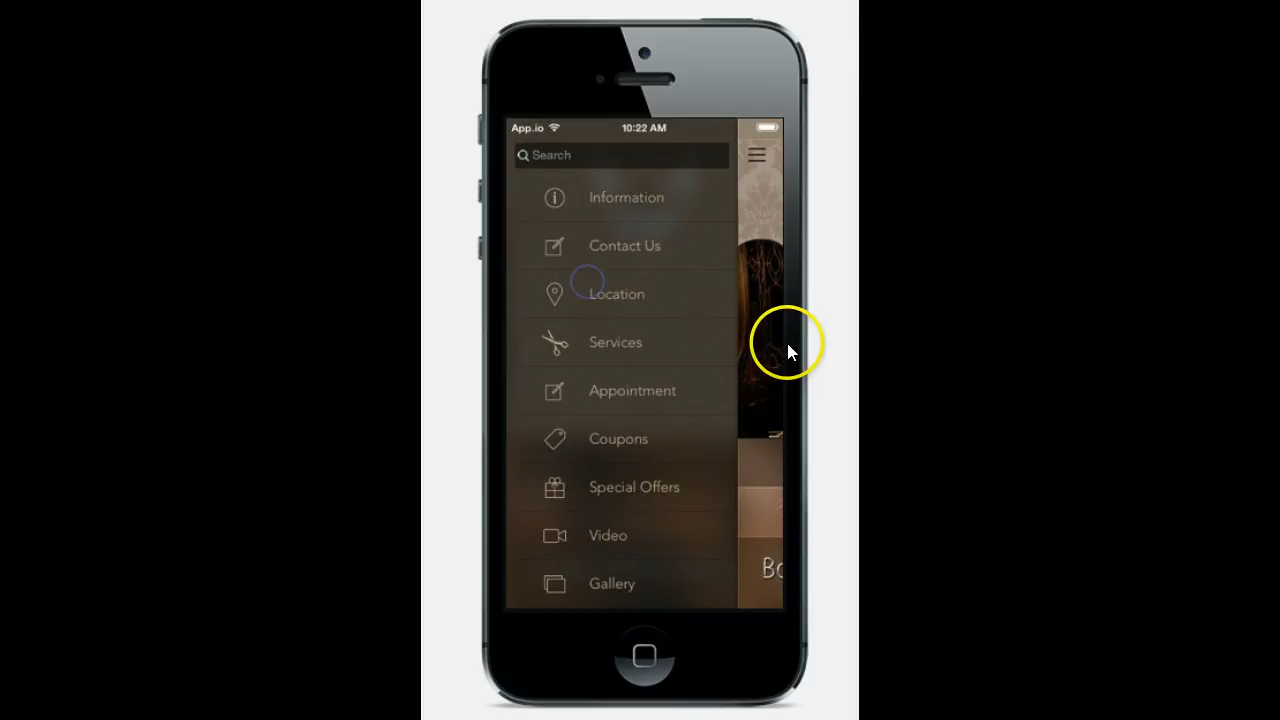 App.io 10:22 AM
Search
Information
Contact Us
Location
Services
Appointment
Coupons
Special Offers
Video
Gallery